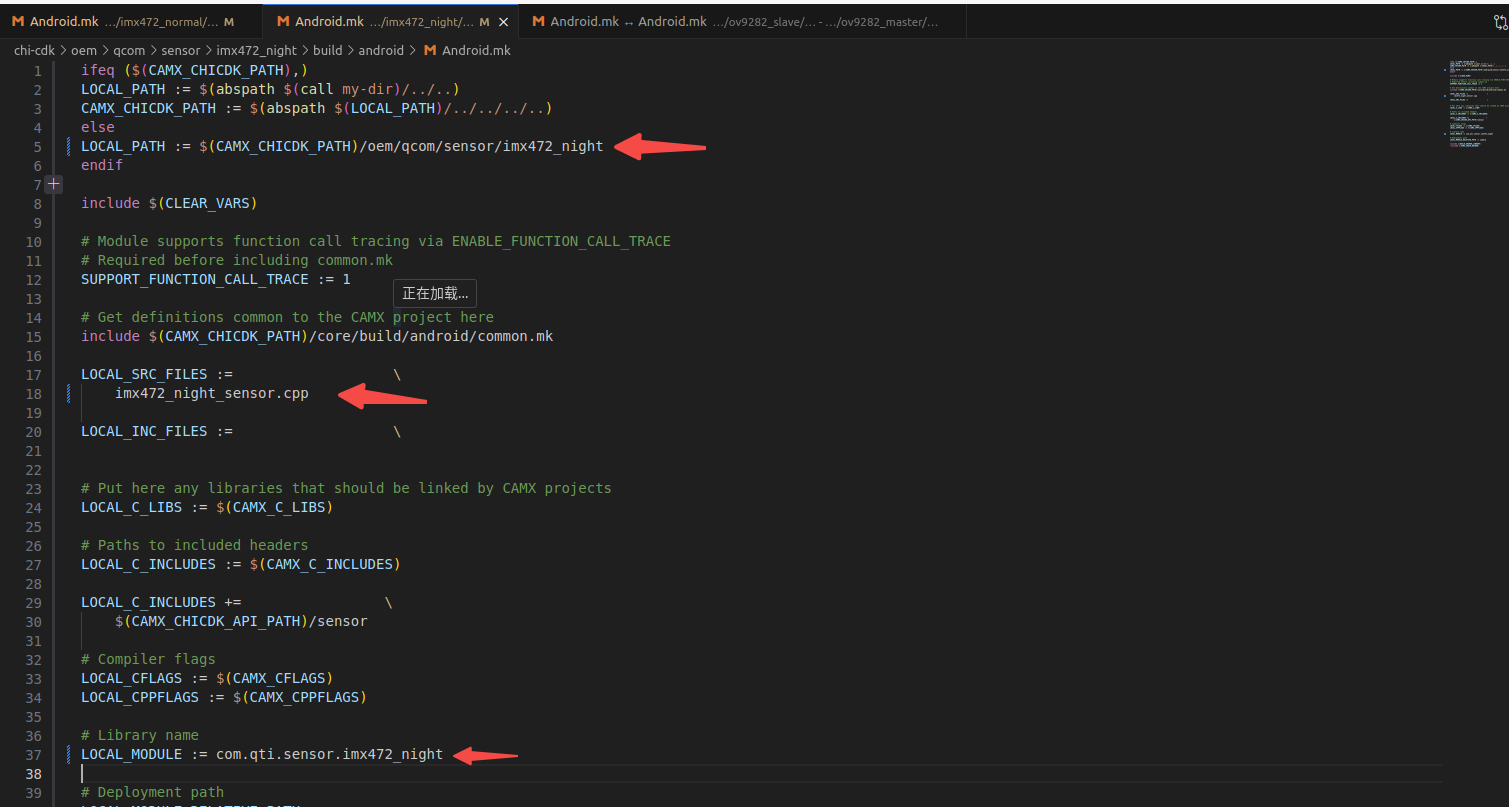 Android.mk .../imx472_normal/... M
Android.mk .../imx472_night/... M
Android.mk ↔ Android.mk .../ov9282_slave/... - .../ov9282_master/...
chi-cdk > oem > qcom > sensor > imx472_night > build > android > Android.mk
1 ifeq ($(CAMX_CHICDK_PATH),)
2 LOCAL_PATH := $(abspath $(call my-dir)/../..)
3 CAMX_CHICDK_PATH := $(abspath $(LOCAL_PATH)/../../../..)
4 else
5 LOCAL_PATH := $(CAMX_CHICDK_PATH)/oem/qcom/sensor/imx472_night
6 endif
7
8 include $(CLEAR_VARS)
9
10 # Module supports function call tracing via ENABLE_FUNCTION_CALL_TRACE
11 # Required before including common.mk
12 SUPPORT_FUNCTION_CALL_TRACE := 1
正在加载...
13
14 # Get definitions common to the CAMX project here
15 include $(CAMX_CHICDK_PATH)/core/build/android/common.mk
16
17 LOCAL_SRC_FILES := \
18 imx472_night_sensor.cpp
19
20 LOCAL_INC_FILES := \
21
22
23 # Put here any libraries that should be linked by CAMX projects
24 LOCAL_C_LIBS := $(CAMX_C_LIBS)
25
26 # Paths to included headers
27 LOCAL_C_INCLUDES := $(CAMX_C_INCLUDES)
28
29 LOCAL_C_INCLUDES += \
30 $(CAMX_CHICDK_API_PATH)/sensor
31
32 # Compiler flags
33 LOCAL_CFLAGS := $(CAMX_CFLAGS)
34 LOCAL_CPPFLAGS := $(CAMX_CPPFLAGS)
35
36 # Library name
37 LOCAL_MODULE := com.qti.sensor.imx472_night
38
39 # Deployment path